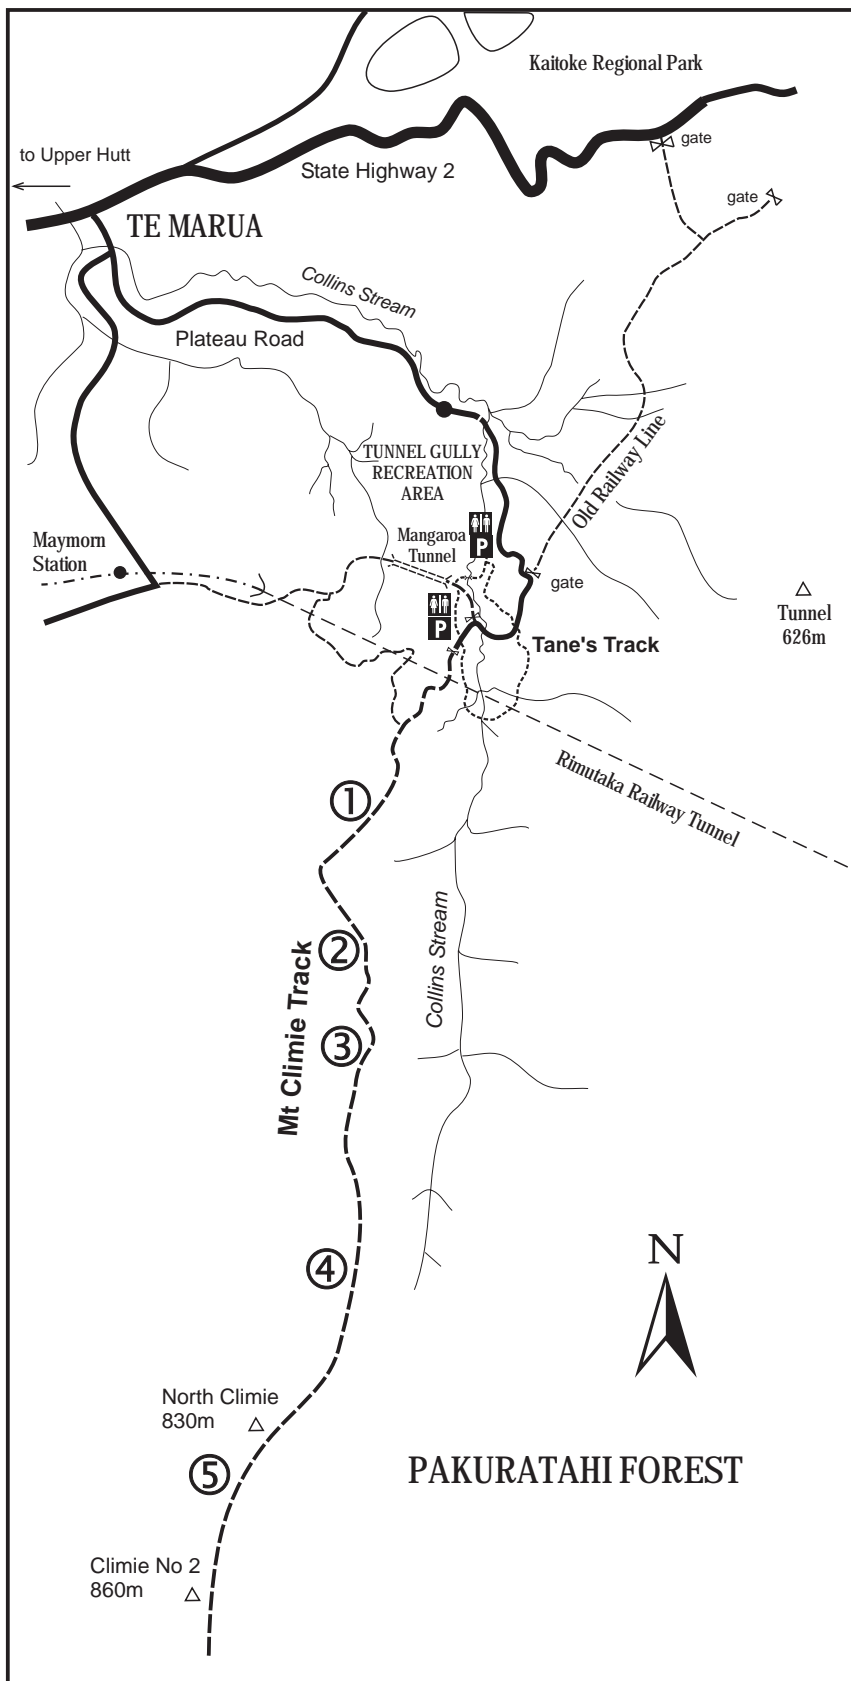 Kaitoke Regional Park
gate
to Upper Hutt
State Highway 2
gate
TE MARUA
Collins Stream
Plateau Road
TUNNEL GULLY
RECREATION
AREA
Old Railway Line
Mangaroa
Tunnel
P
Maymorn
Station
gate
P
Tunnel
626m
Tane's Track
Rimutaka Railway Tunnel
1
Collins Stream
2
Mt Climie Track
3
N
4
North Climie
830m
5
PAKURATAHI FOREST
Climie No 2
860m